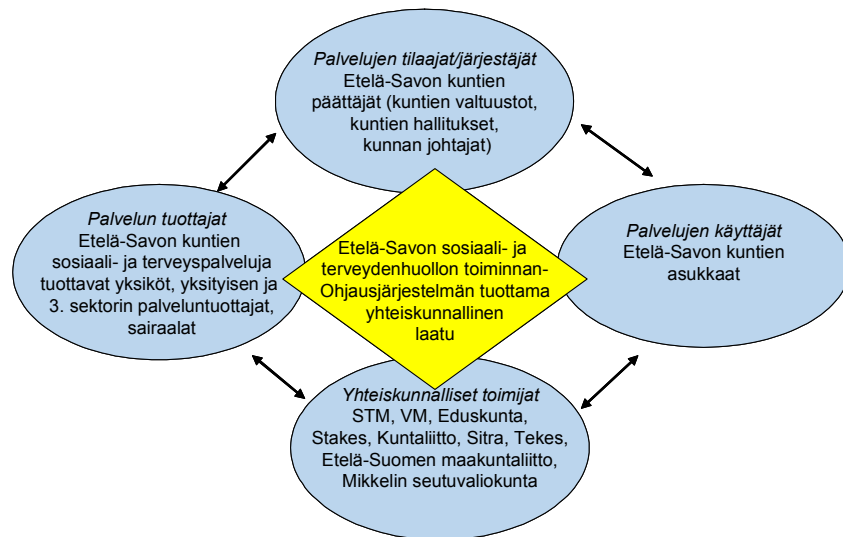 Palvelujen tilaajat/järjestäjät
Etelä-Savon kuntien
päättäjät (kuntien valtuustot,
kuntien hallitukset,
kunnan johtajat)
Palvelun tuottajat
Etelä-Savon kuntien
sosiaali- ja terveyspalveluja
tuottavat yksiköt, yksityisen ja
3. sektorin palveluntuottajat,
sairaalat
Etelä-Savon sosiaali- ja
terveydenhuollon toiminnan-
Ohjausjärjestelmän tuottama
yhteiskunnallinen
laatu
Palvelujen käyttäjät
Etelä-Savon kuntien
asukkaat
Yhteiskunnalliset toimijat
STM, VM, Eduskunta,
Stakes, Kuntaliitto, Sitra, Tekes,
Etelä-Suomen maakuntaliitto,
Mikkelin seutuvaliokunta